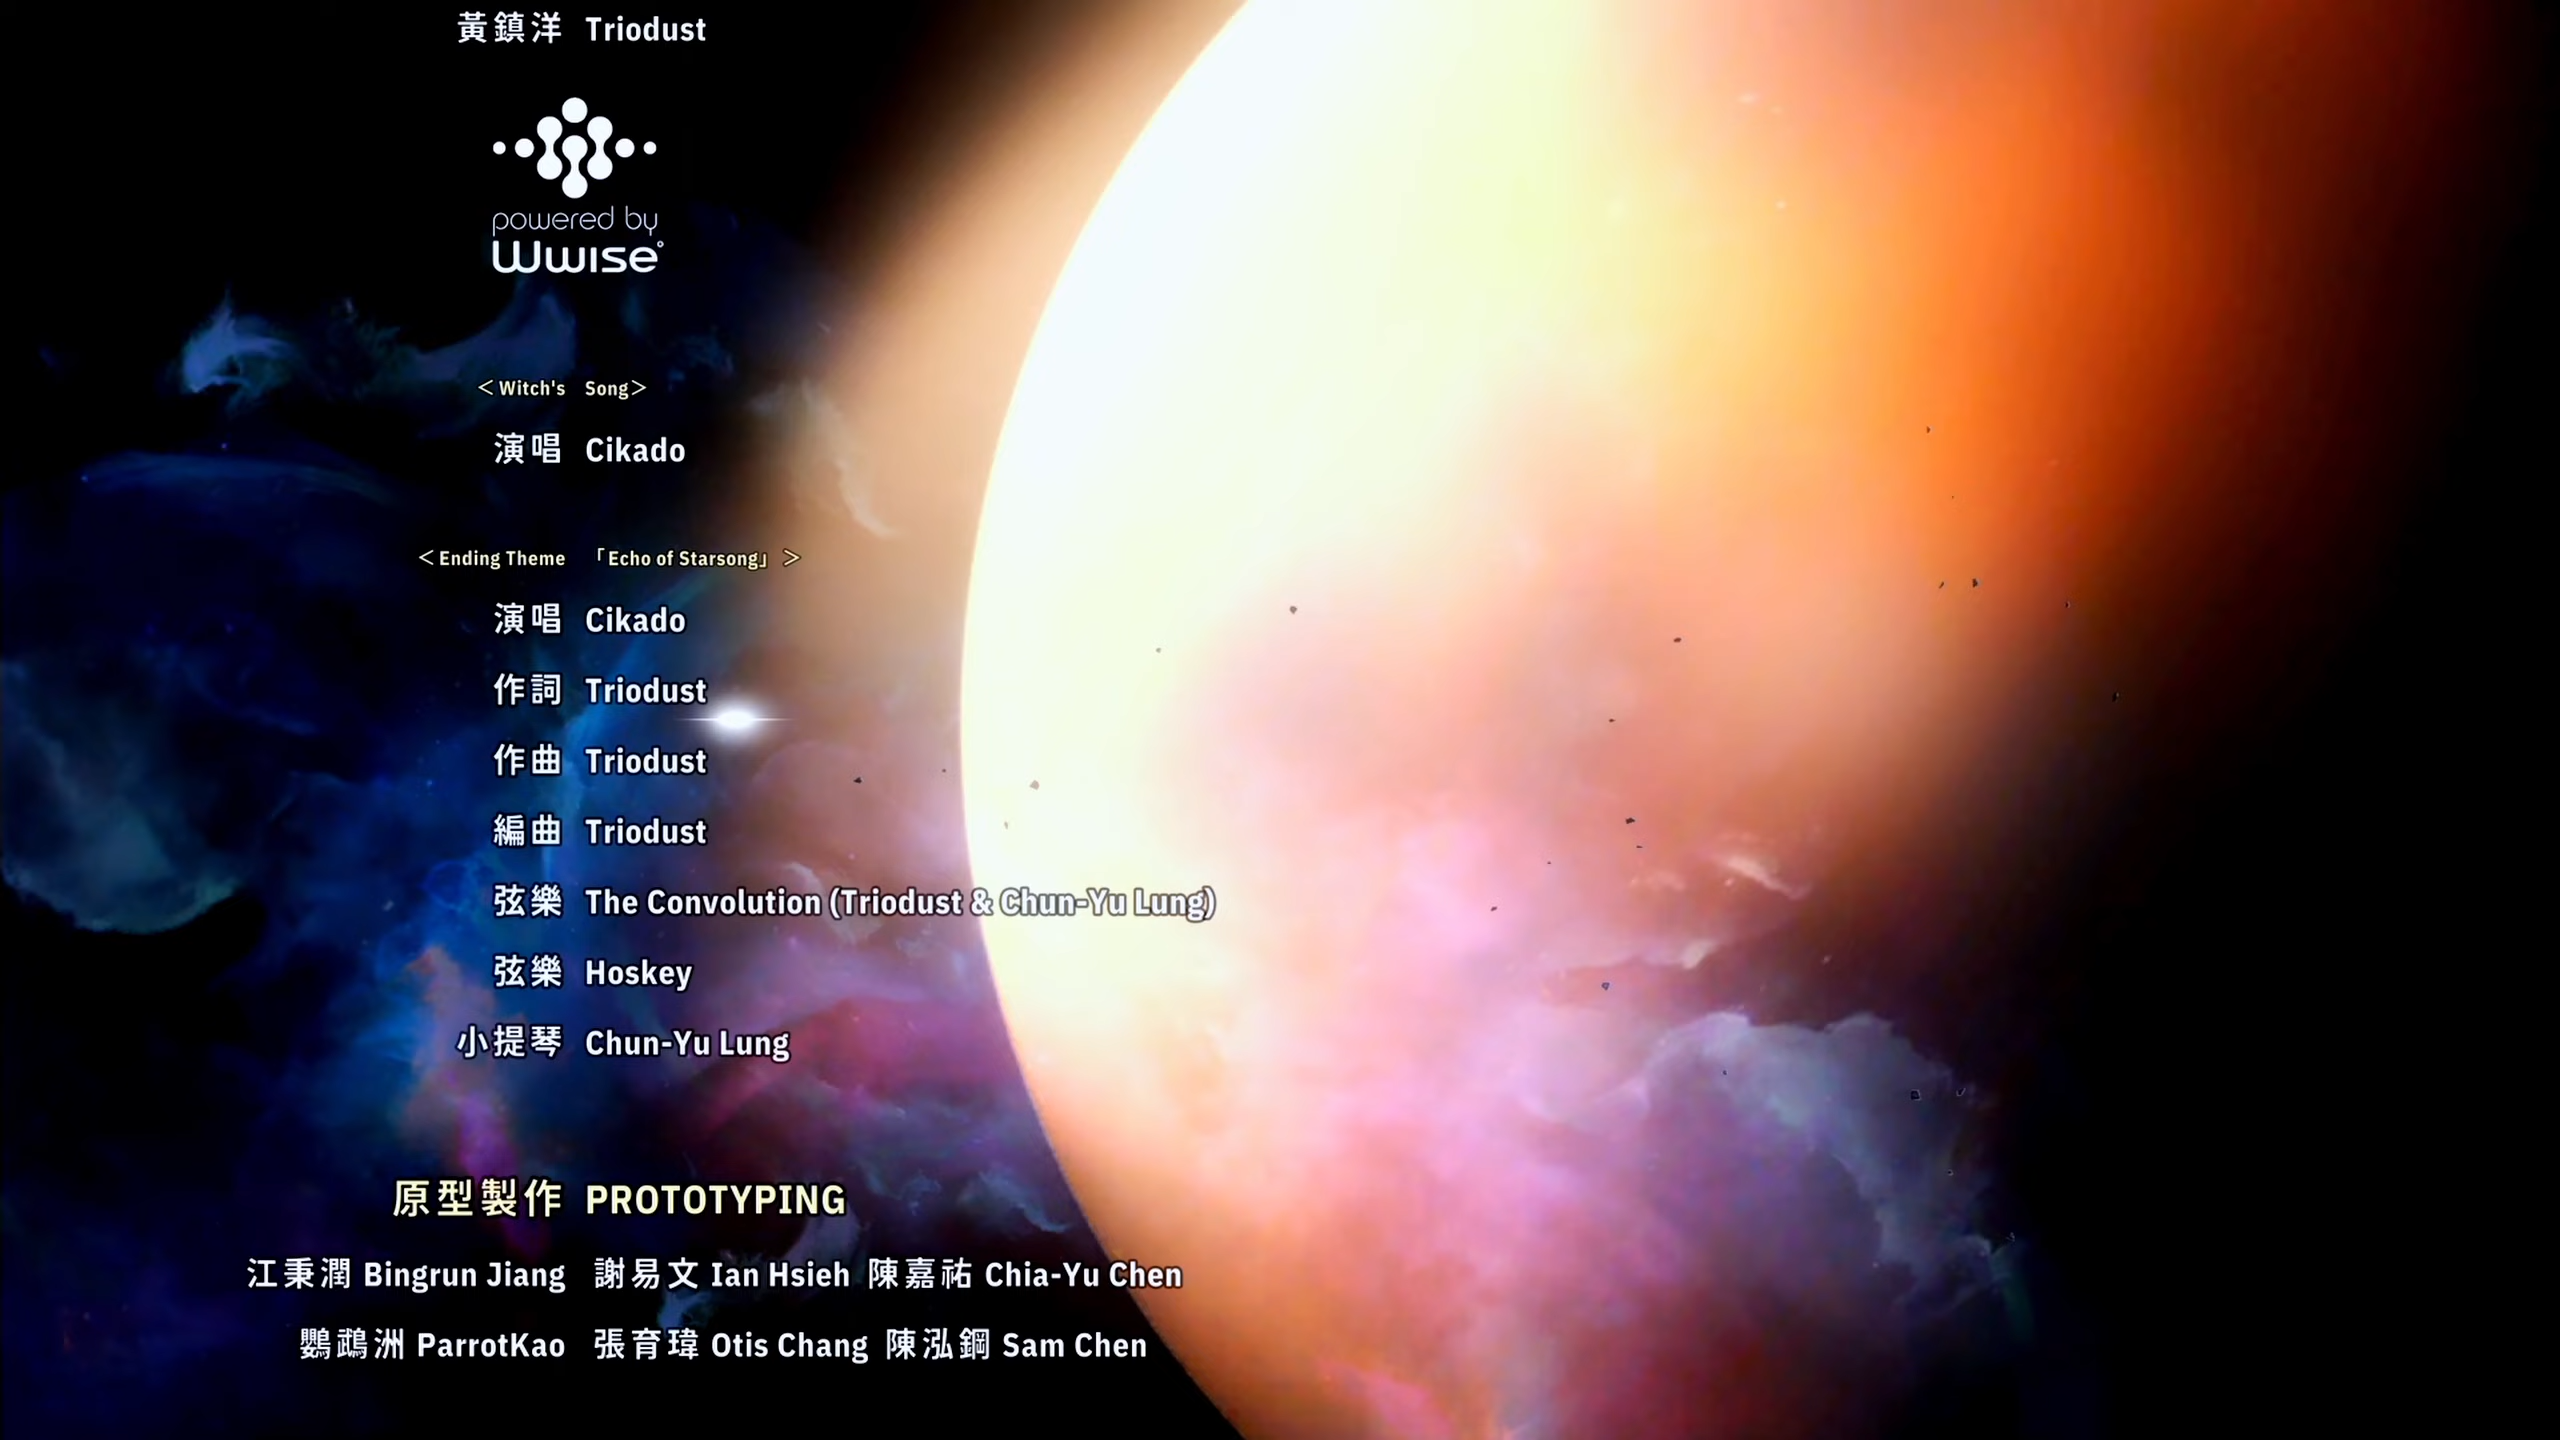 黃鎮洋 Triodust
powered by
Wwise
＜Witch's Song＞
演唱 Cikado
＜Ending Theme 「Echo of Starsong」＞
演唱 Cikado
作詞 Triodust
作曲 Triodust
編曲 Triodust
弦樂 The Convolution (Triodust & Chun-Yu Lung)
弦樂 Hoskey
小提琴 Chun-Yu Lung
原型製作 PROTOTYPING
江秉潤 Bingrun Jiang 謝易文 Ian Hsieh 陳嘉祐 Chia-Yu Chen
鸚鵡洲 ParrotKao 張育瑋 Otis Chang 陳泓鋼 Sam Chen